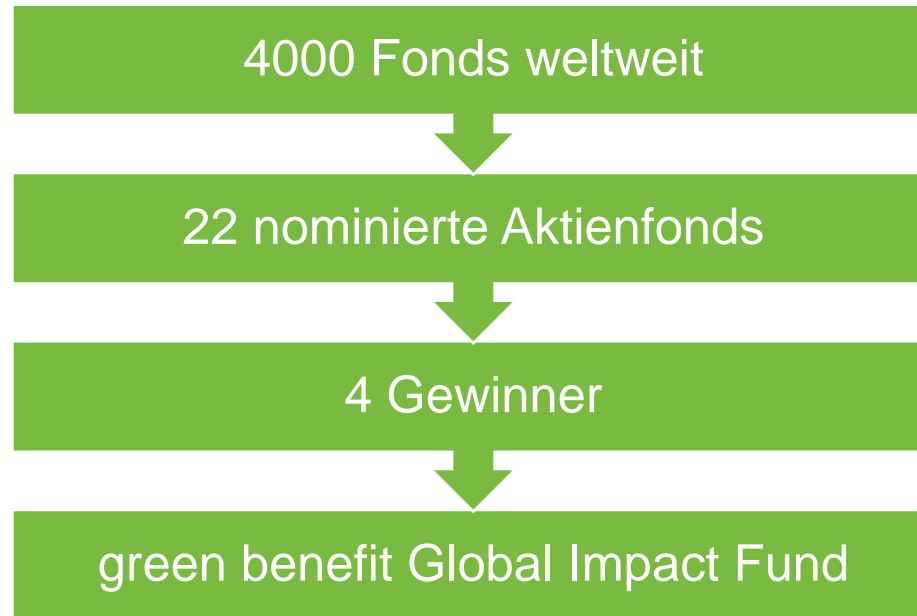 4000 Fonds weltweit
22 nominierte Aktienfonds
4 Gewinner
green benefit Global Impact Fund